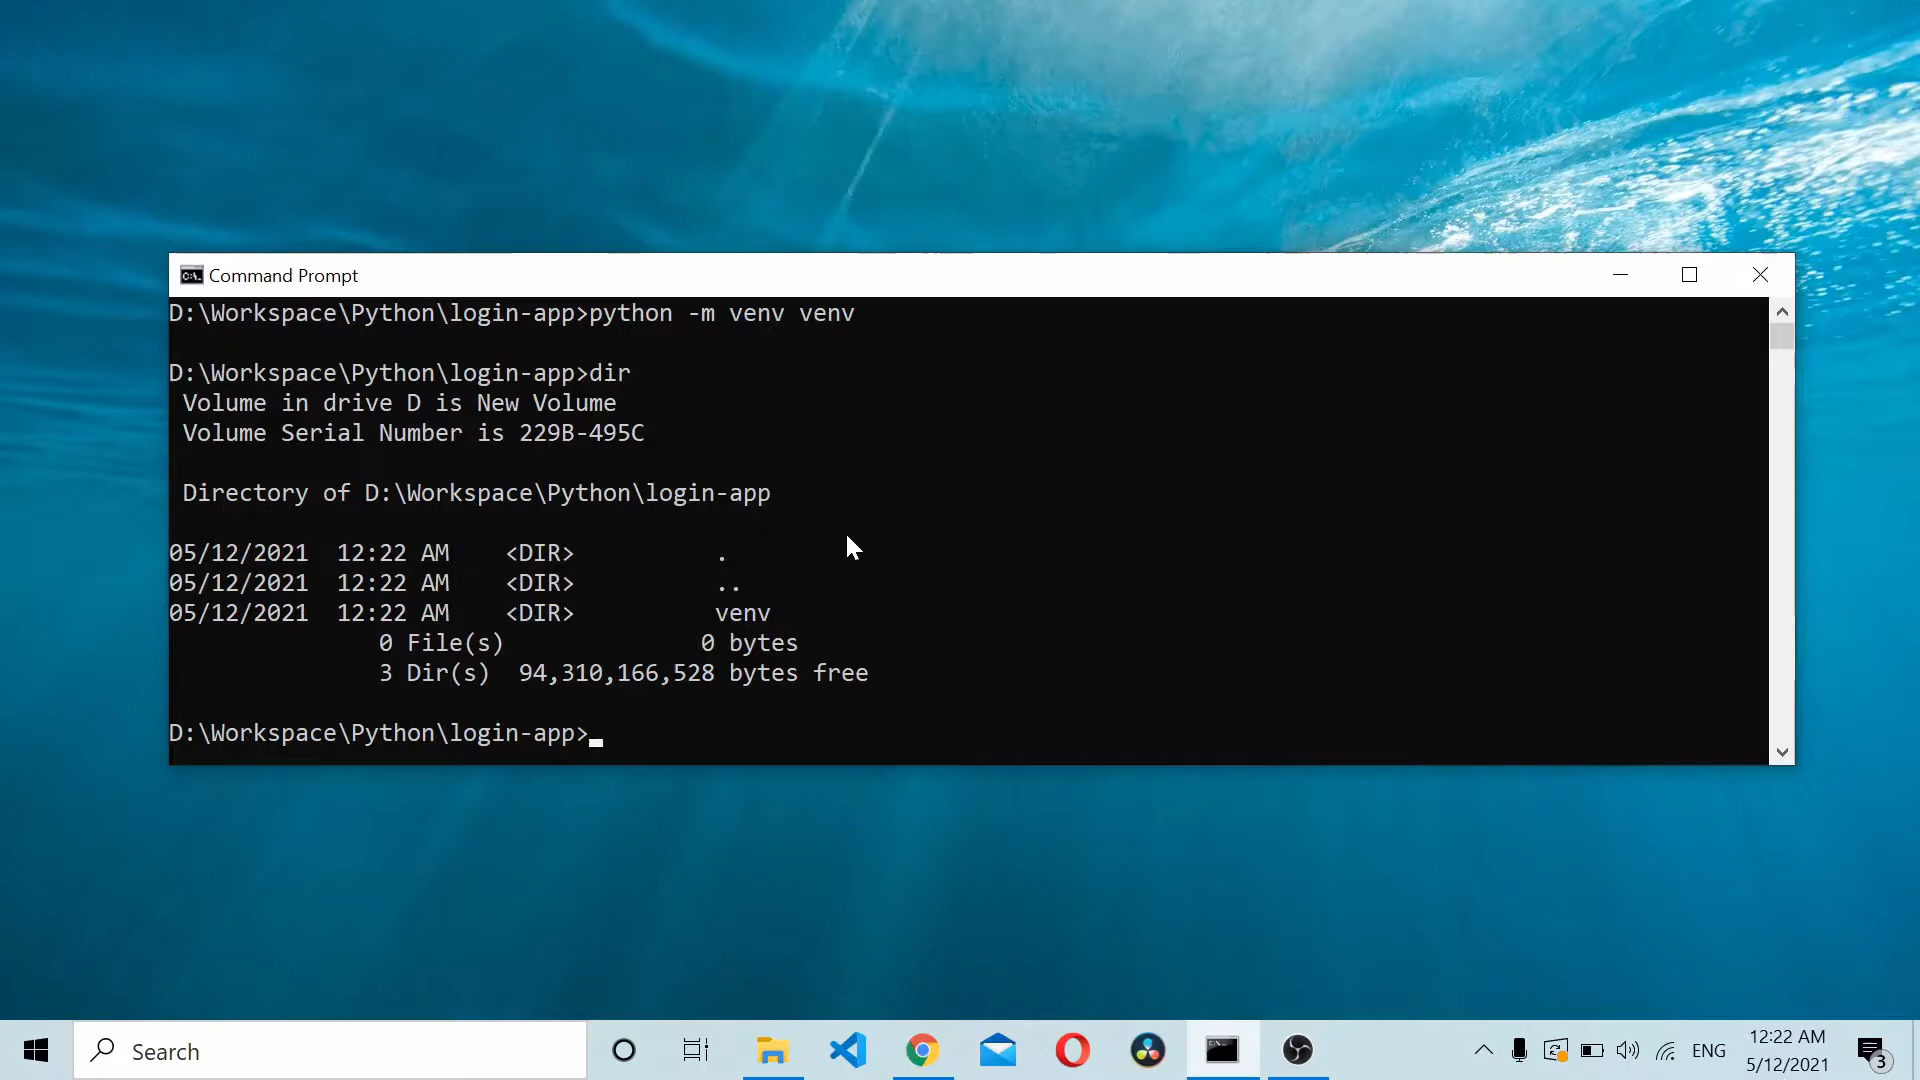 Command Prompt
D:\Workspace\Python\login-app>python -m venv venv
D:\Workspace\Python\login-app>dir
Volume in drive D is New Volume
Volume Serial Number is 229B-495C
Directory of D:\Workspace\Python\login-app
05/12/2021 12:22 AM <DIR> .
05/12/2021 12:22 AM <DIR> ..
05/12/2021 12:22 AM <DIR> venv
0 File(s) 0 bytes
3 Dir(s) 94,310,166,528 bytes free
D:\Workspace\Python\login-app>
Search
ENG
12:22 AM
5/12/2021
3